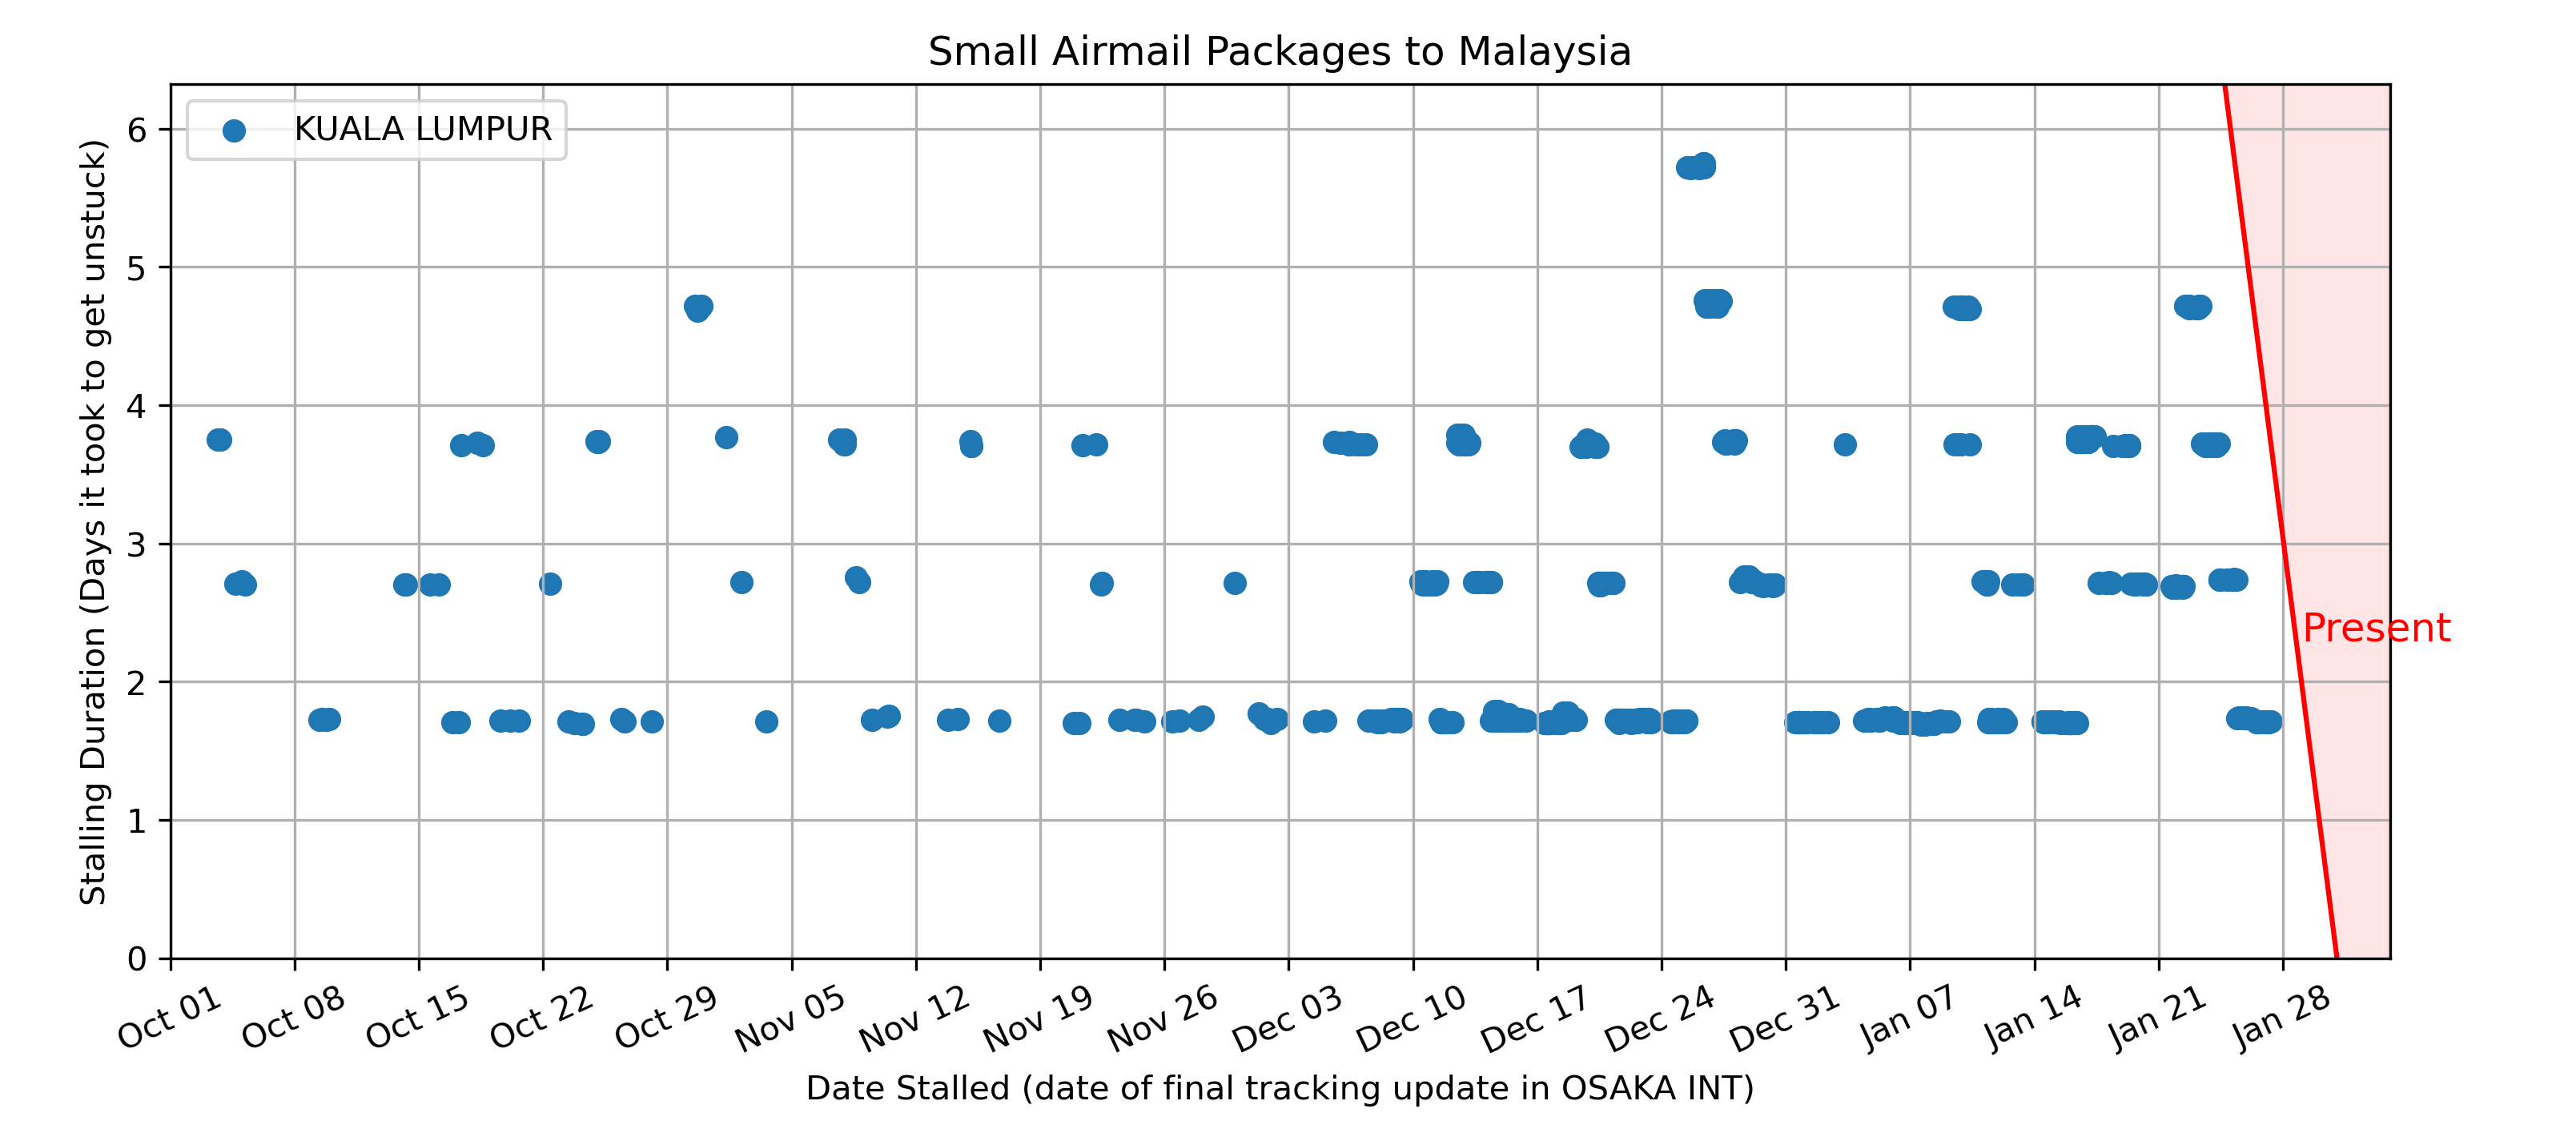 Small Airmail Packages to Malaysia
KUALA LUMPUR
Stalling Duration (Days it took to get unstuck)
6
5
4
3
2
1
0
Present
Oct 01
Oct 08
Oct 15
Oct 22
Oct 29
Nov 05
Nov 12
Nov 19
Nov 26
Dec 03
Dec 10
Dec 17
Dec 24
Dec 31
Jan 07
Jan 14
Jan 21
Jan 28
Date Stalled (date of final tracking update in OSAKA INT)